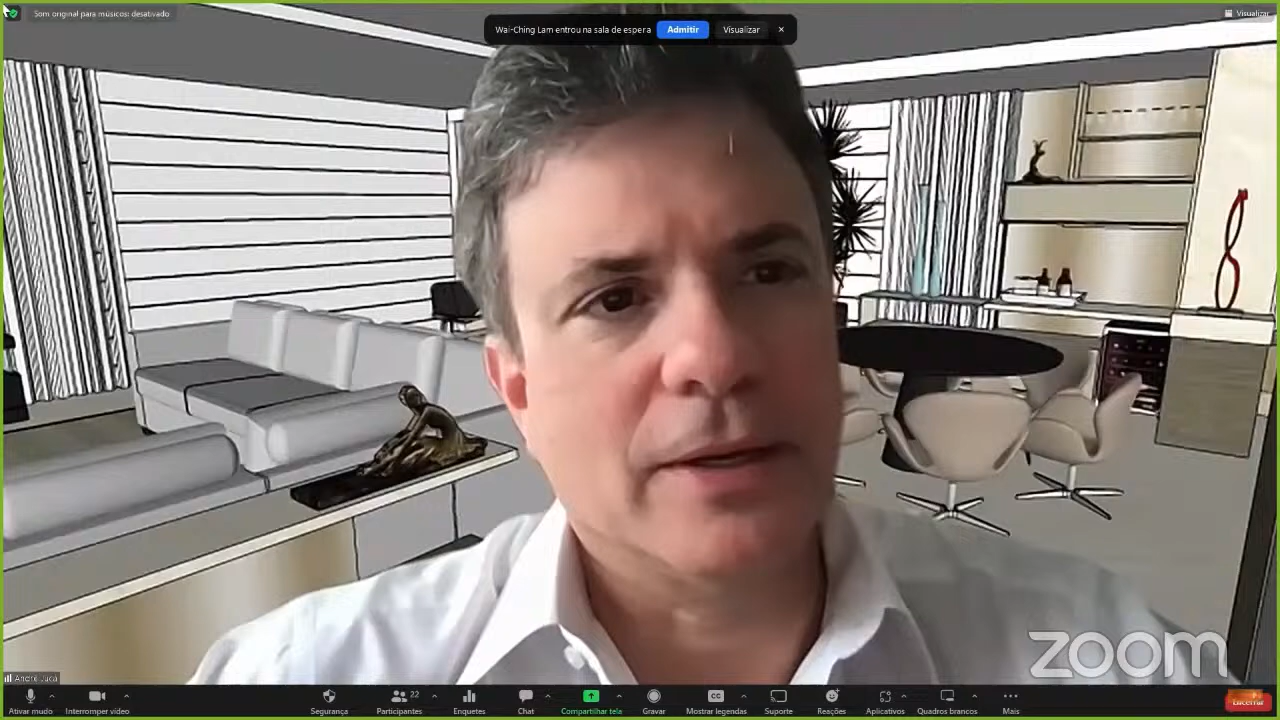 Som original para músicos: desativado
Wai-Ching Lam entrou na sala de espera
Admitir
Visualizar
Visualizar
zoom
André Jucá
22
CC
Ativar mudo
Interromper vídeo
Segurança
Participantes
Enquetes
Chat
Compartilhar tela
Gravar
Mostrar legendas
Suporte
Reações
Aplicativos
Quadros brancos
Mais
Encerrar